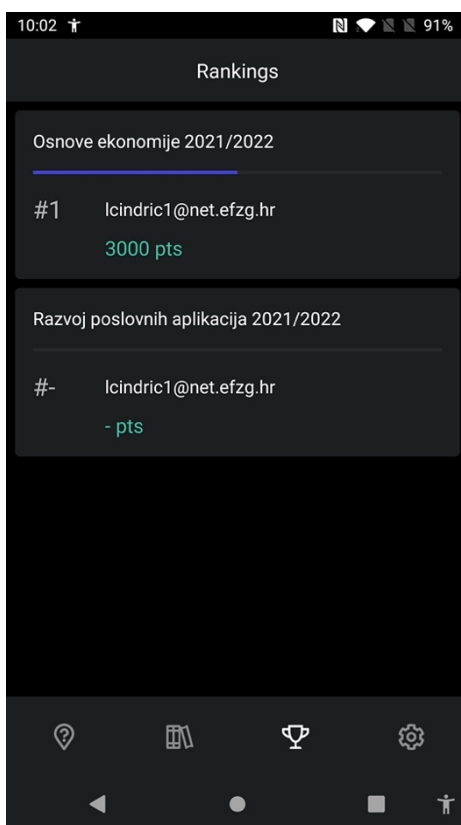 10:02 91%
Rankings
Osnove ekonomije 2021/2022
#1 lcindric1@net.efzg.hr
3000 pts
Razvoj poslovnih aplikacija 2021/2022
#- lcindric1@net.efzg.hr
- pts